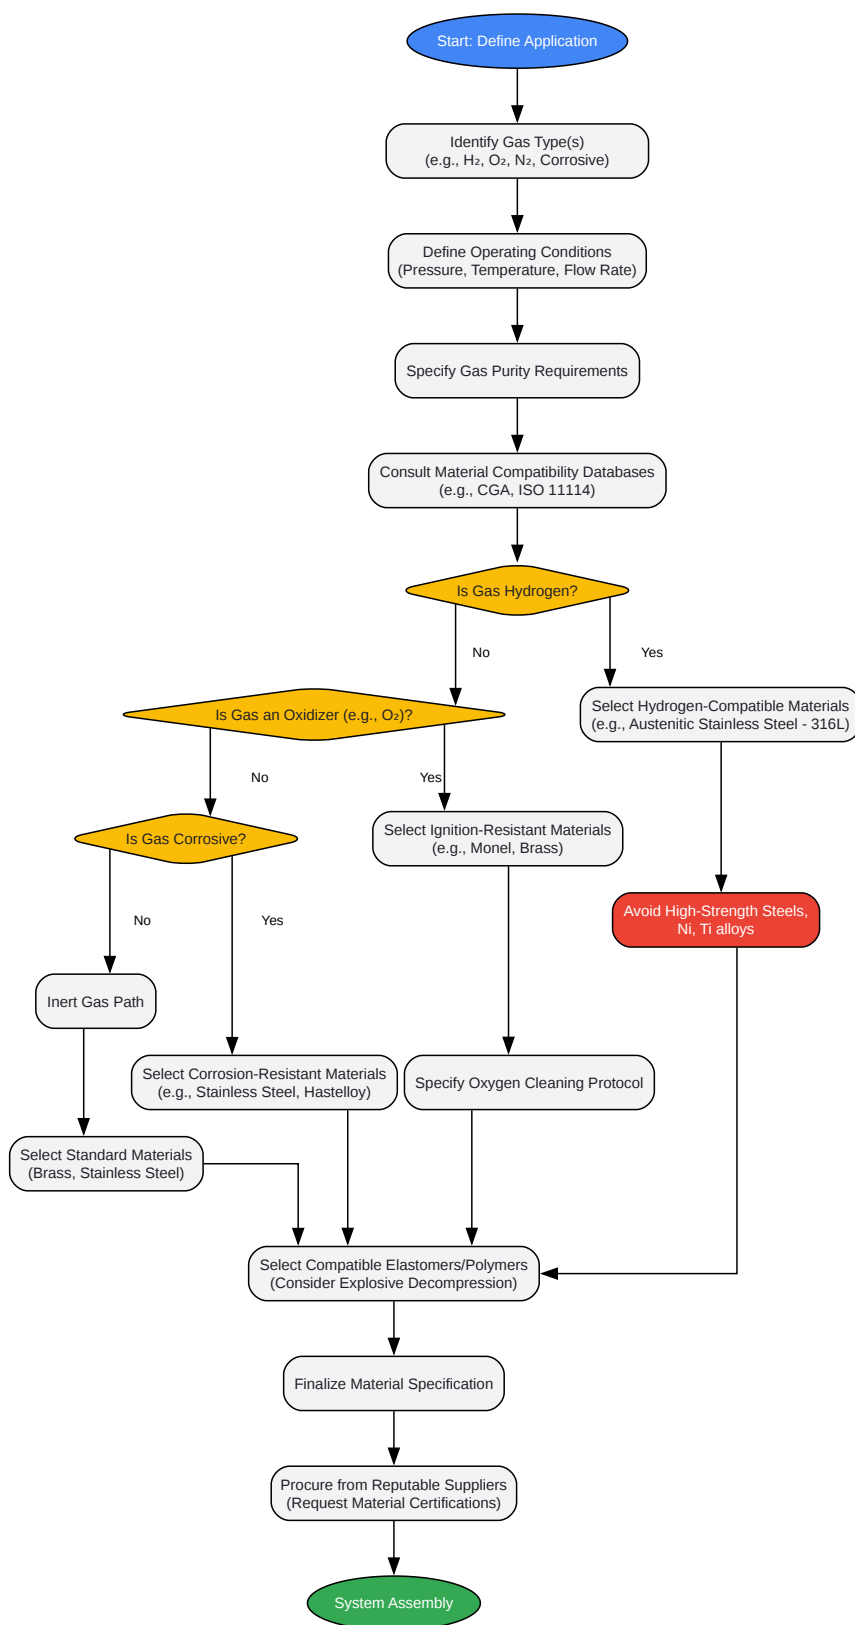 Start: Define Application
Identify Gas Type(s)
(e.g., H₂, O₂, N₂, Corrosive)
Define Operating Conditions
(Pressure, Temperature, Flow Rate)
Specify Gas Purity Requirements
Consult Material Compatibility Databases
(e.g., CGA, ISO 11114)
Is Gas Hydrogen?
No
Yes
Is Gas an Oxidizer (e.g., O₂)?
Select Hydrogen-Compatible Materials
(e.g., Austenitic Stainless Steel - 316L)
No
Yes
Is Gas Corrosive?
Select Ignition-Resistant Materials
(e.g., Monel, Brass)
No
Yes
Avoid High-Strength Steels,
Ni, Ti alloys
Inert Gas Path
Select Corrosion-Resistant Materials
(e.g., Stainless Steel, Hastelloy)
Specify Oxygen Cleaning Protocol
Select Standard Materials
(Brass, Stainless Steel)
Select Compatible Elastomers/Polymers
(Consider Explosive Decompression)
Finalize Material Specification
Procure from Reputable Suppliers
(Request Material Certifications)
System Assembly